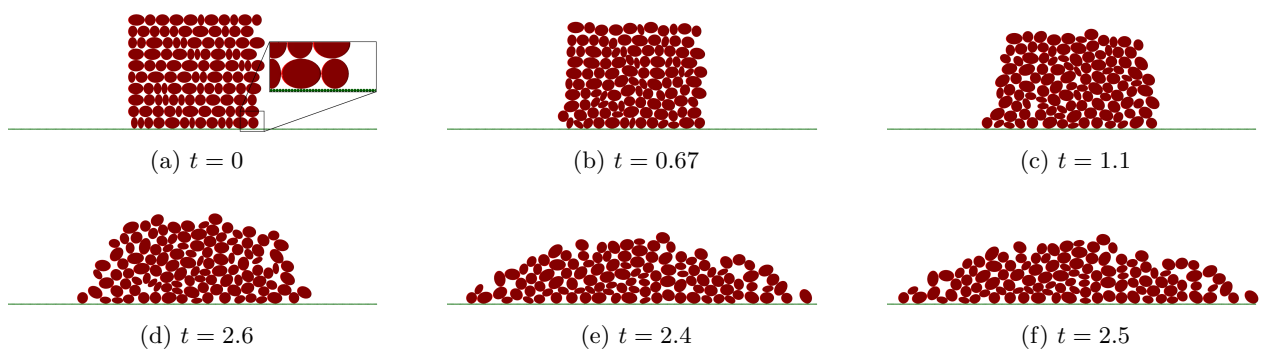 (a) t = 0
(b) t = 0.67
(c) t = 1.1
(d) t = 2.6
(e) t = 2.4
(f) t = 2.5